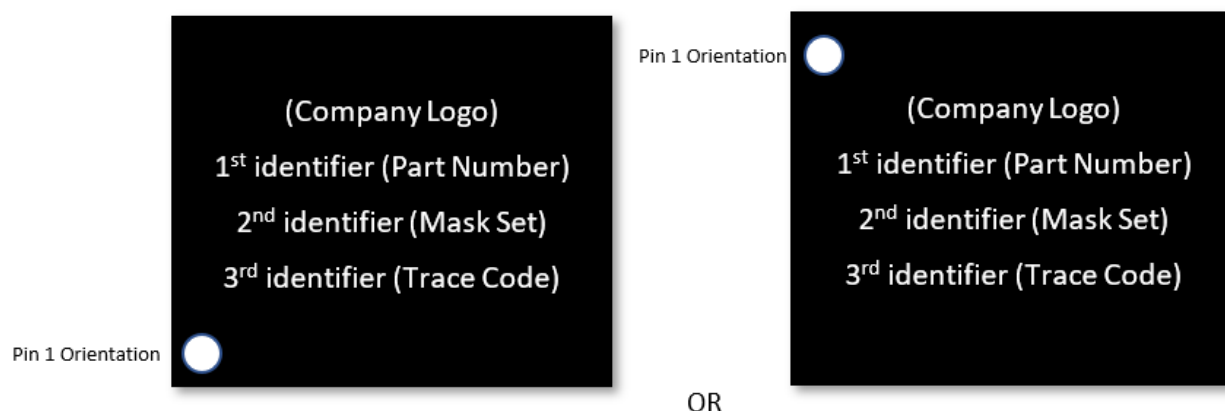 (Company Logo)
1st identifier (Part Number)
2nd identifier (Mask Set)
3rd identifier (Trace Code)
Pin 1 Orientation
OR
Pin 1 Orientation
(Company Logo)
1st identifier (Part Number)
2nd identifier (Mask Set)
3rd identifier (Trace Code)